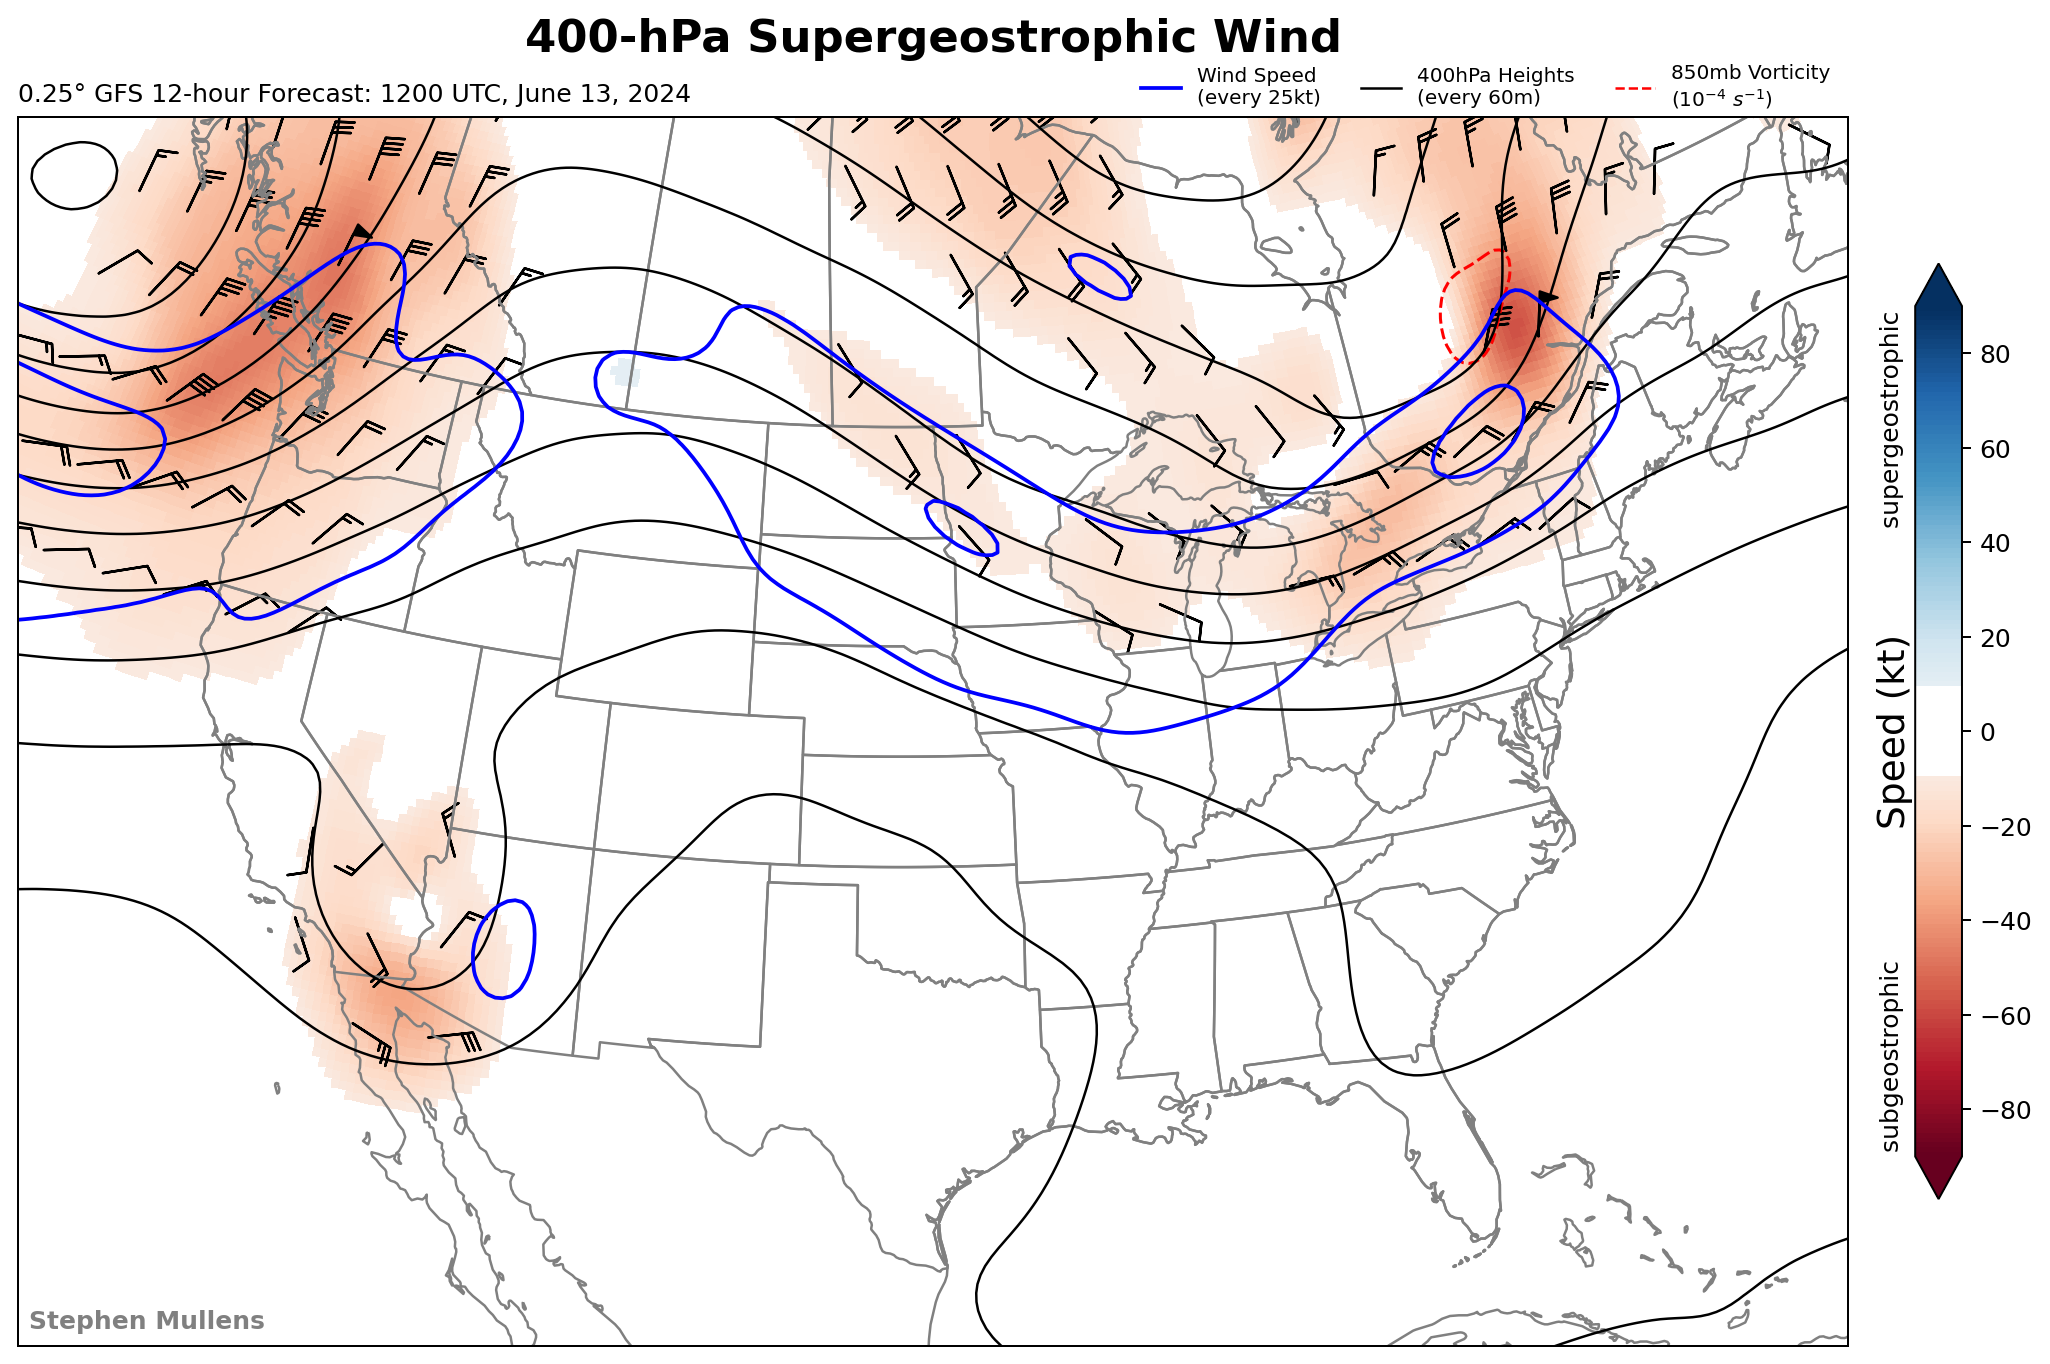 400-hPa Supergeostrophic Wind
0.25° GFS 12-hour Forecast: 1200 UTC, June 13, 2024
Wind Speed
(every 25kt)
400hPa Heights
(every 60m)
850mb Vorticity
(10⁻⁴ s⁻¹)
supergeostrophic
Speed (kt)
subgeostrophic
80
60
40
20
0
−20
−40
−60
−80
Stephen Mullens